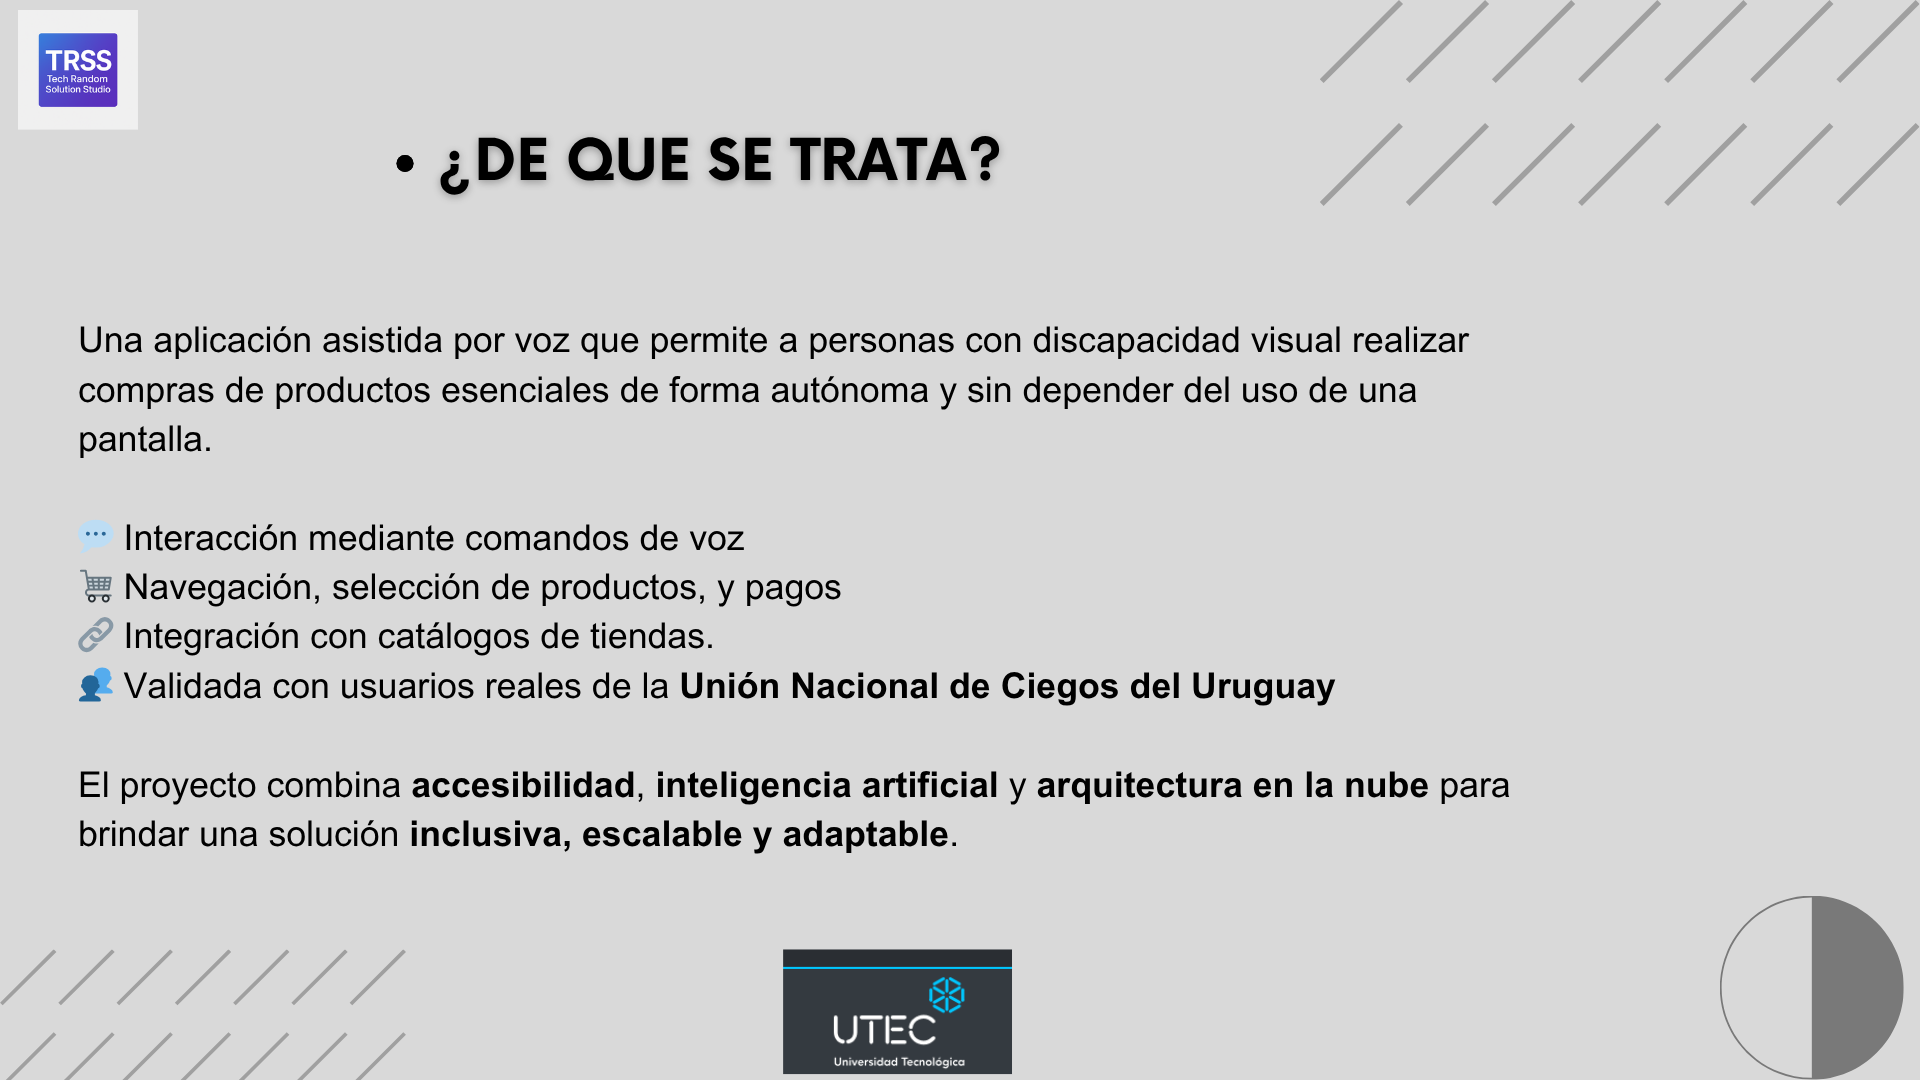 TRSS
Tech Random
Solution Studio
• ¿DE QUE SE TRATA?
Una aplicación asistida por voz que permite a personas con discapacidad visual realizar
compras de productos esenciales de forma autónoma y sin depender del uso de una
pantalla.
💬 Interacción mediante comandos de voz
🛒 Navegación, selección de productos, y pagos
🔗 Integración con catálogos de tiendas.
👥 Validada con usuarios reales de la Unión Nacional de Ciegos del Uruguay
El proyecto combina accesibilidad, inteligencia artificial y arquitectura en la nube para
brindar una solución inclusiva, escalable y adaptable.
UTEC
Universidad Tecnológica